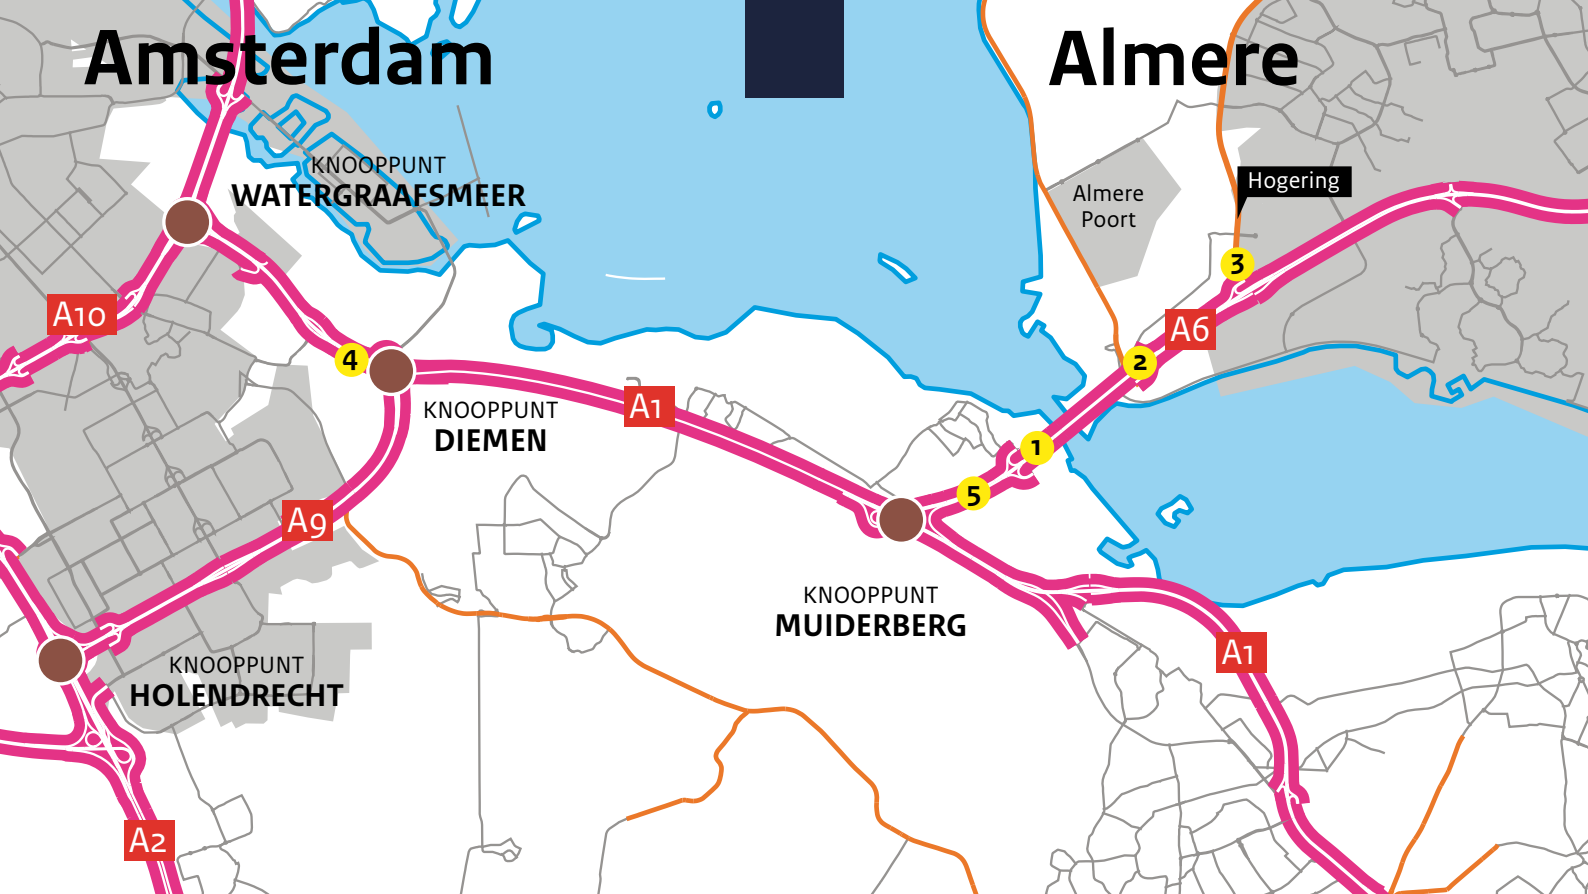 Amsterdam
Almere
KNOOPPUNT
WATERGRAAFSMEER
Almere
Poort
Hogering
3
A10
A6
4
2
KNOOPPUNT
DIEMEN
A1
1
5
A9
KNOOPPUNT
MUIDERBERG
A1
KNOOPPUNT
HOLENDRECHT
A2